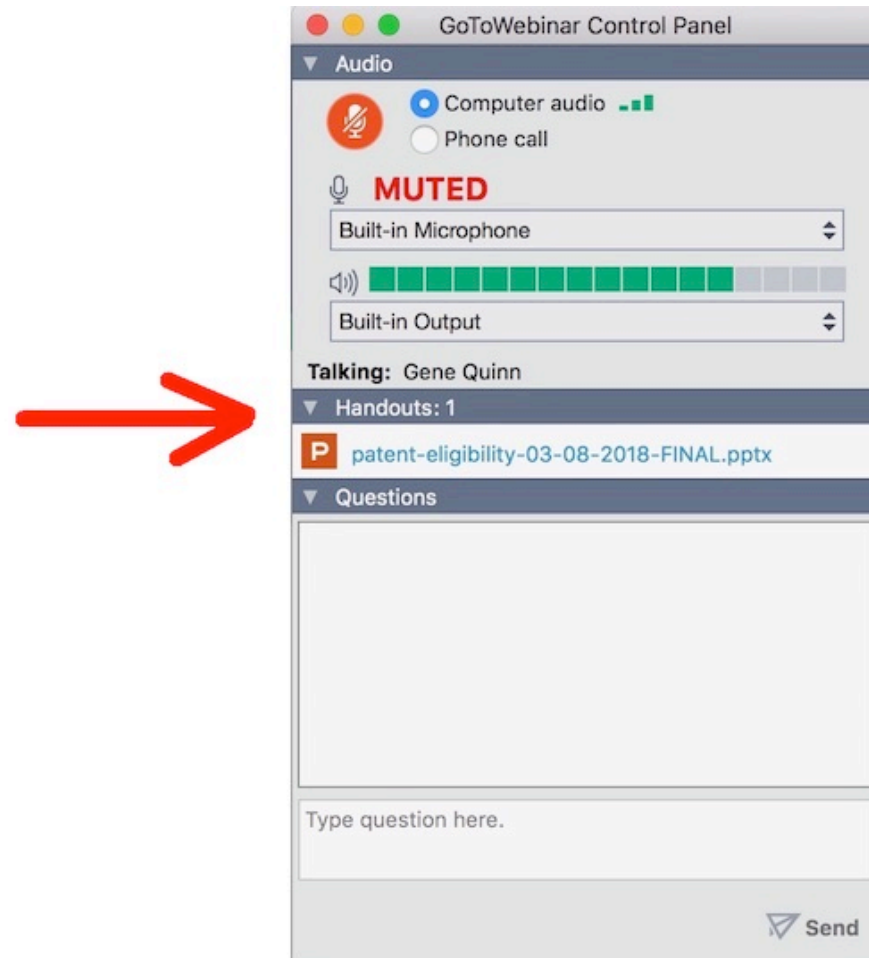 GoToWebinar Control Panel
Audio
Computer audio
Phone call
MUTED
Built-in Microphone
Built-in Output
Talking: Gene Quinn
Handouts: 1
P patent-eligibility-03-08-2018-FINAL.pptx
Questions
Type question here.
Send